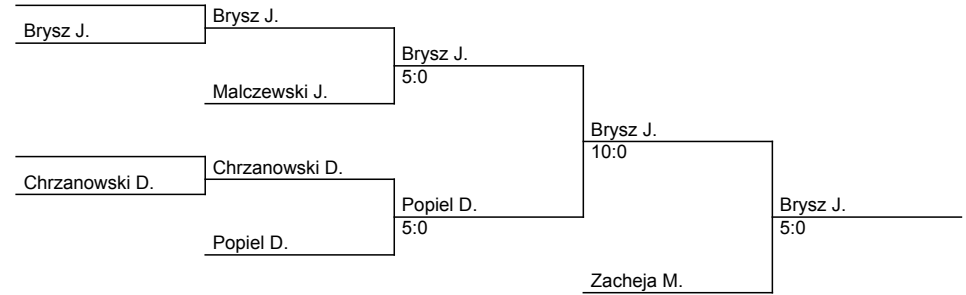 Brysz J.
Brysz J.
Malczewski J.
Brysz J.
5:0
Chrzanowski D.
Chrzanowski D.
Popiel D.
Popiel D.
5:0
Brysz J.
10:0
Zacheja M.
Brysz J.
5:0